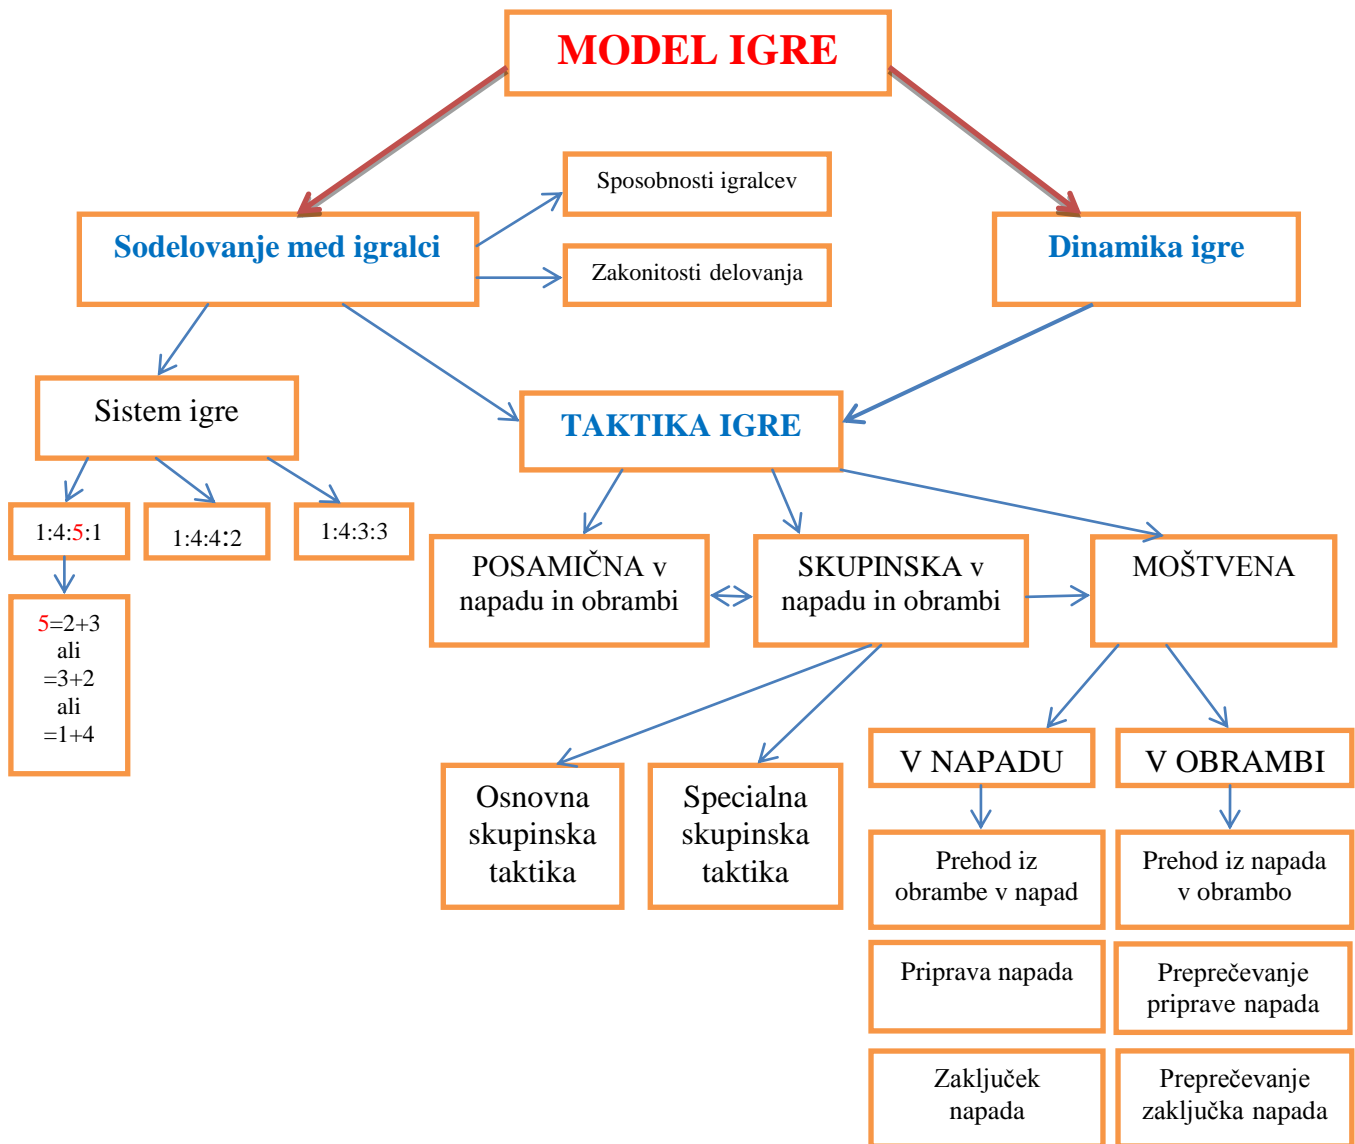 MODEL IGRE
Sposobnosti igralcev
Sodelovanje med igralci
Zakonitosti delovanja
Dinamika igre
Sistem igre
TAKTIKA IGRE
1:4:5:1
1:4:4:2
1:4:3:3
5=2+3
ali
=3+2
ali
=1+4
POSAMIČNA v
napadu in obrambi
SKUPINSKA v
napadu in obrambi
MOŠTVENA
Osnovna
skupinska
taktika
Specialna
skupinska
taktika
V NAPADU
V OBRAMBI
Prehod iz
obrambe v napad
Prehod iz napada
v obrambo
Priprava napada
Preprečevanje
priprave napada
Zaključek
napada
Preprečevanje
zaključka napada